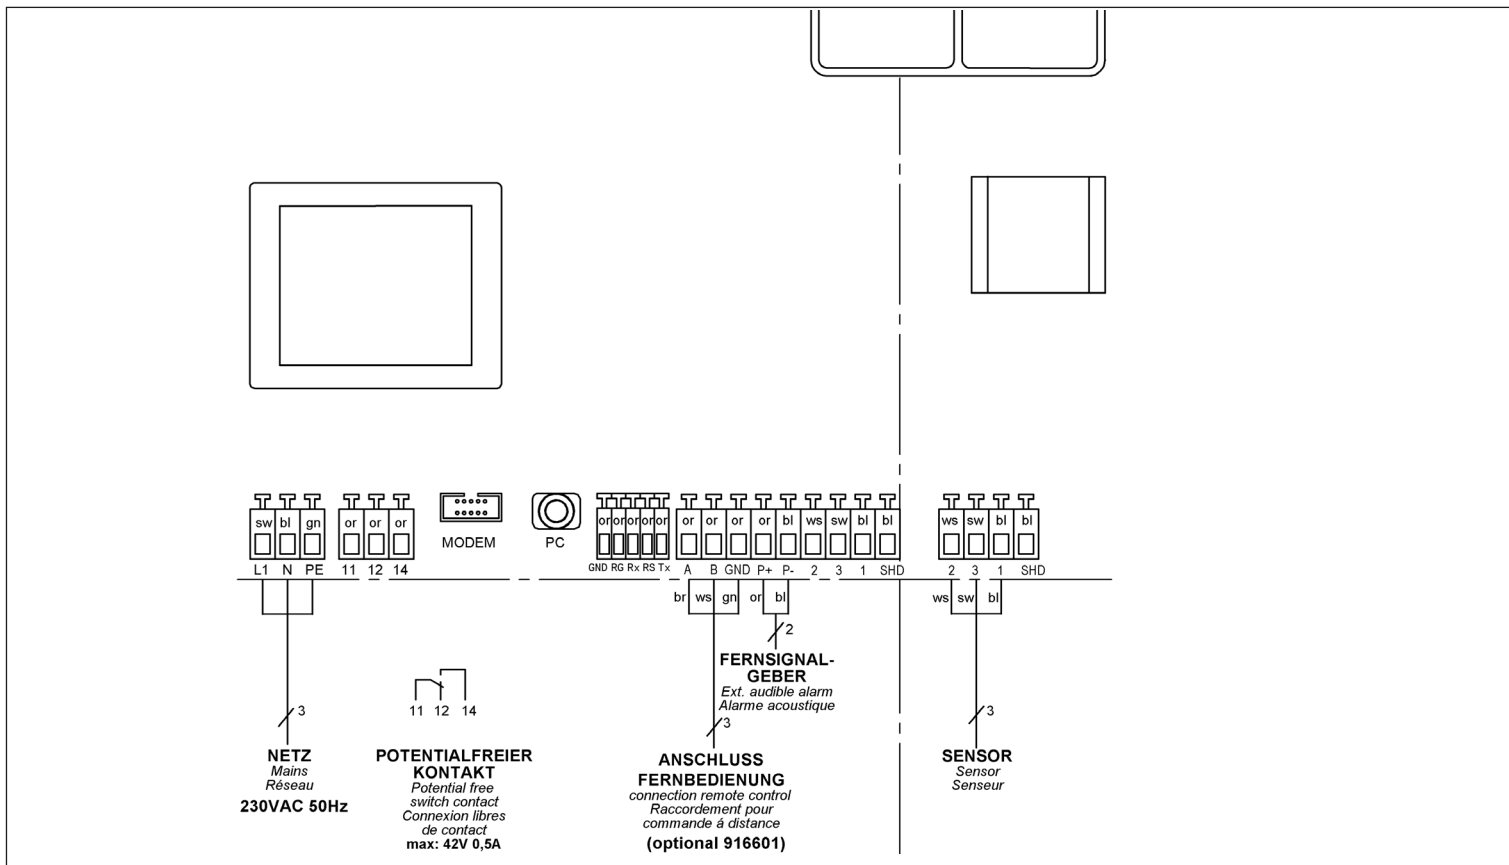 sw bl gn or or or or or or or or or or or or bl ws sw bl bl ws sw bl bl
MODEM PC
L1 N PE 11 12 14 GND RG Rx RS Tx A B GND P+ P- 2 3 1 SHD 2 3 1 SHD
br ws gn or bl ws sw bl
2
FERNSIGNAL-
GEBER
Ext. audible alarm
Alarme acoustique
11 12 14
3
3
3
NETZ
Mains
Réseau
230VAC 50Hz
POTENTIALFREIER
KONTAKT
Potential free
switch contact
Connexion libres
de contact
max: 42V 0,5A
ANSCHLUSS
FERNBEDIENUNG
connection remote control
Raccordement pour
commande á distance
(optional 916601)
SENSOR
Sensor
Senseur